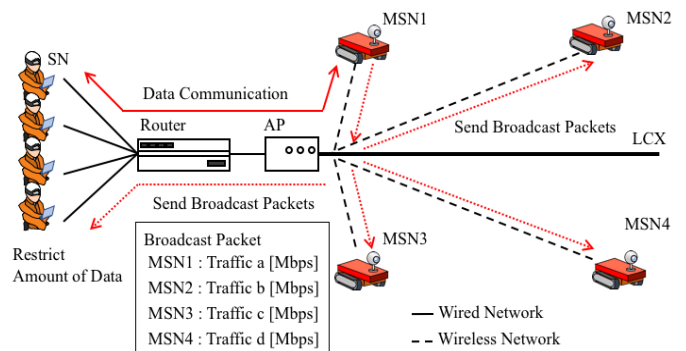 MSN1
MSN2
SN
Data Communication
Router
AP
Send Broadcast Packets
LCX
Send Broadcast Packets
Restrict
Amount of Data
Broadcast Packet
MSN1 : Traffic a [Mbps]
MSN2 : Traffic b [Mbps]
MSN3 : Traffic c [Mbps]
MSN4 : Traffic d [Mbps]
MSN3
MSN4
Wired Network
Wireless Network